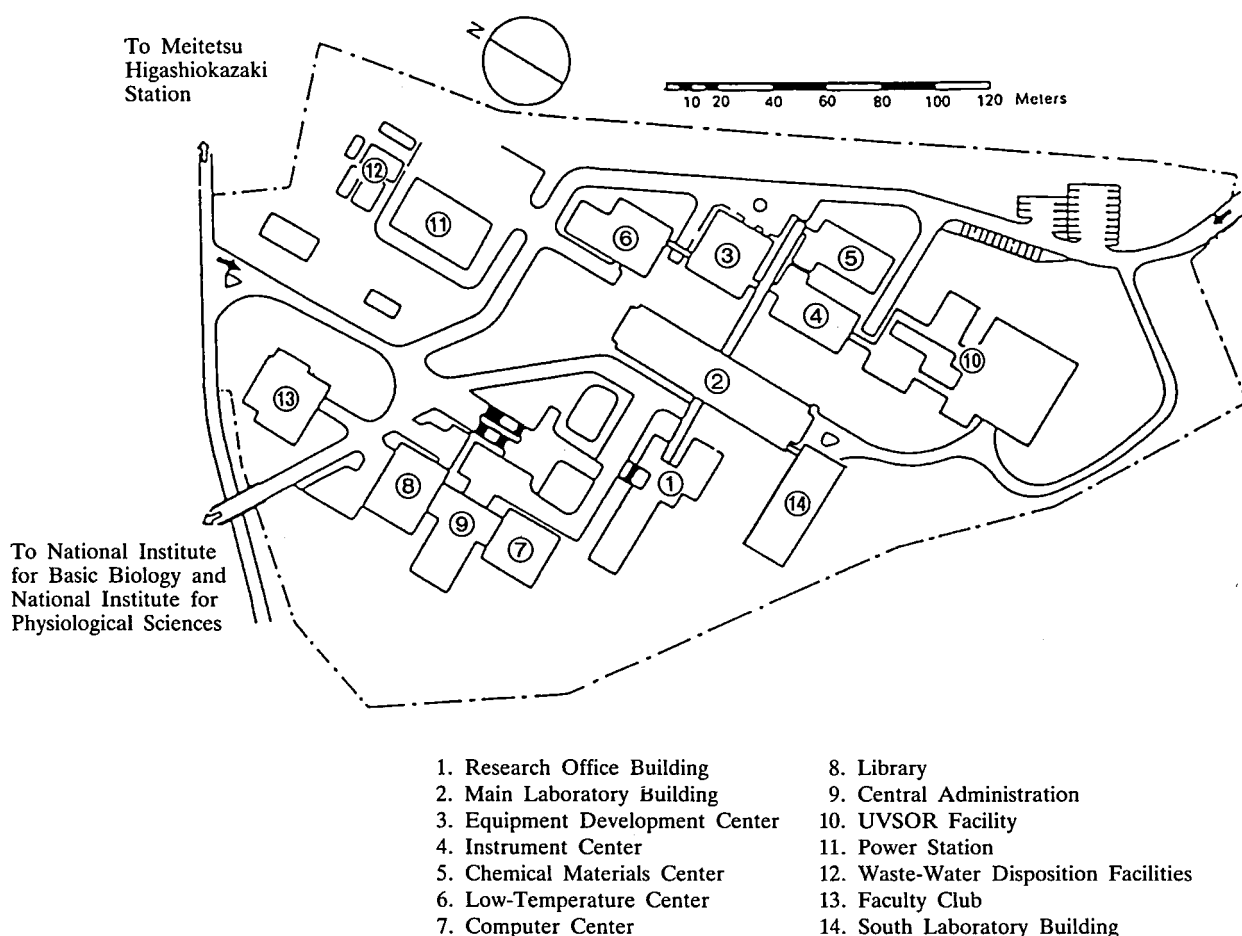 To Meitetsu
Higashiokazaki
Station
N
10 20 40 60 80 100 120 Meters
12
11
6
3
5
4
10
2
13
1
8
14
9
7
To National Institute
for Basic Biology and
National Institute for
Physiological Sciences
1. Research Office Building
2. Main Laboratory Building
3. Equipment Development Center
4. Instrument Center
5. Chemical Materials Center
6. Low-Temperature Center
7. Computer Center
8. Library
9. Central Administration
10. UVSOR Facility
11. Power Station
12. Waste-Water Disposition Facilities
13. Faculty Club
14. South Laboratory Building